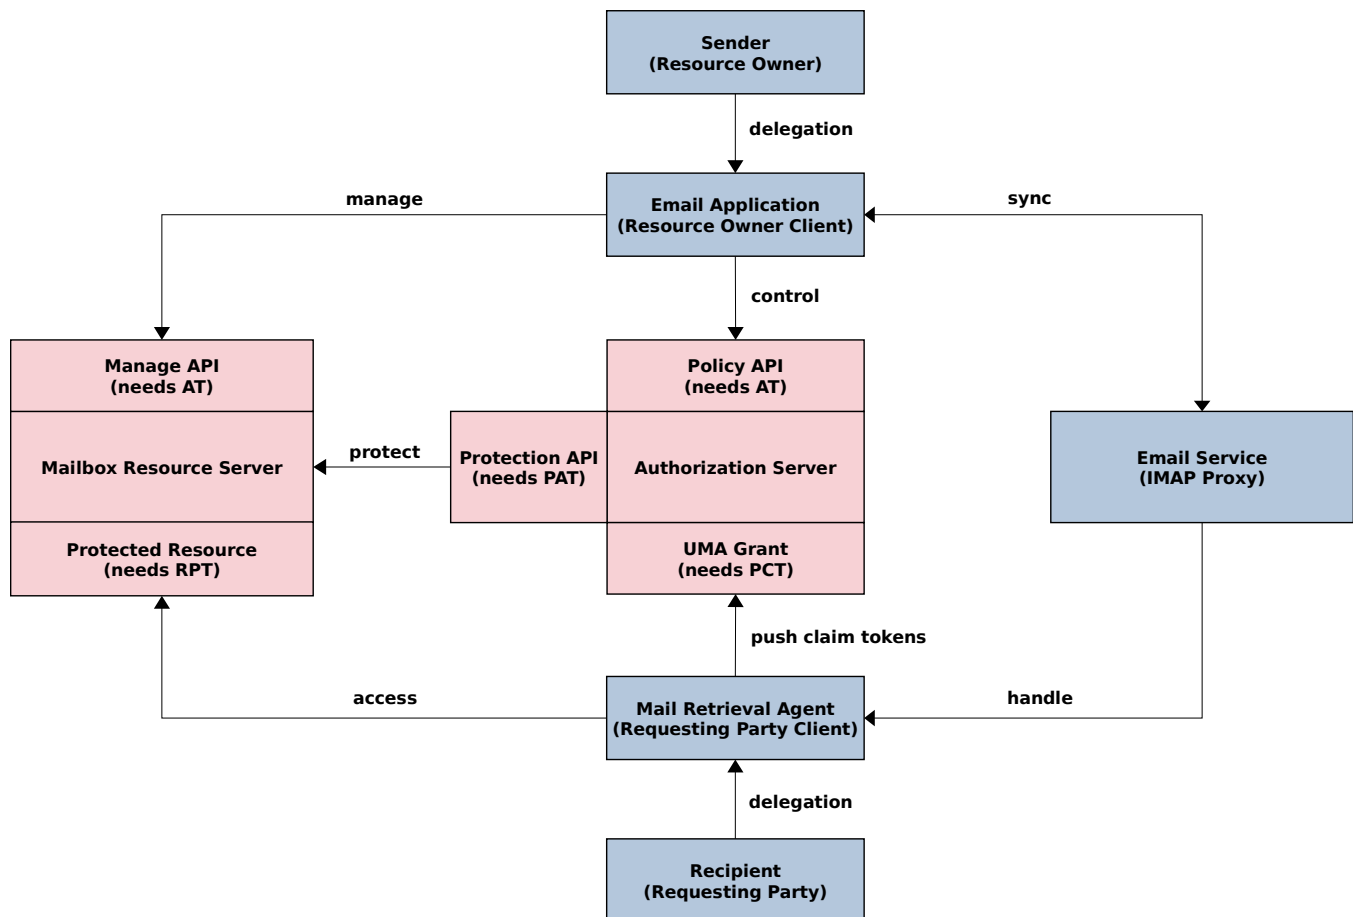 Sender
(Resource Owner)
delegation
manage
Email Application
(Resource Owner Client)
sync
control
Manage API
(needs AT)
Policy API
(needs AT)
Mailbox Resource Server
protect
Protection API
(needs PAT)
Authorization Server
Email Service
(IMAP Proxy)
Protected Resource
(needs RPT)
UMA Grant
(needs PCT)
push claim tokens
access
Mail Retrieval Agent
(Requesting Party Client)
handle
delegation
Recipient
(Requesting Party)